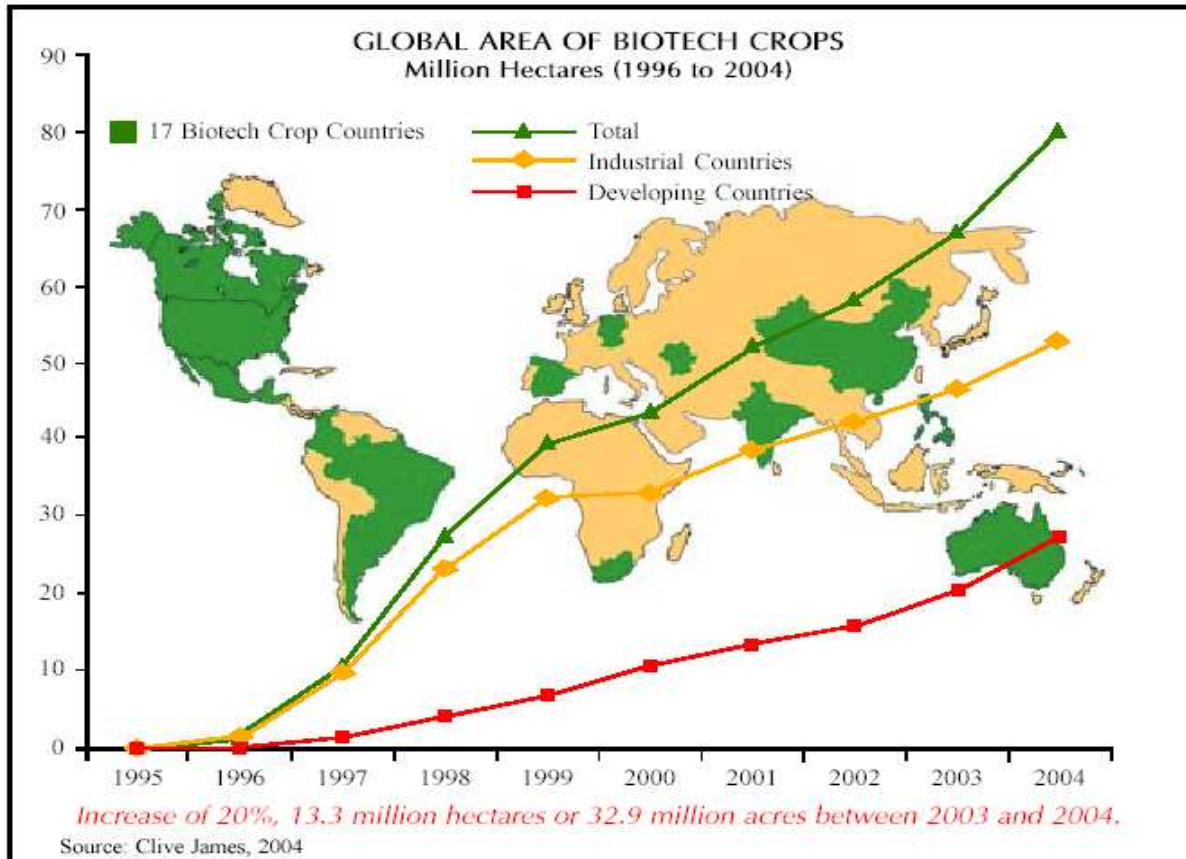 GLOBAL AREA OF BIOTECH CROPS
Million Hectares (1996 to 2004)
17 Biotech Crop Countries
Total
Industrial Countries
Developing Countries
90
80
70
60
50
40
30
20
10
0
1995 1996 1997 1998 1999 2000 2001 2002 2003 2004
Increase of 20%, 13.3 million hectares or 32.9 million acres between 2003 and 2004.
Source: Clive James, 2004